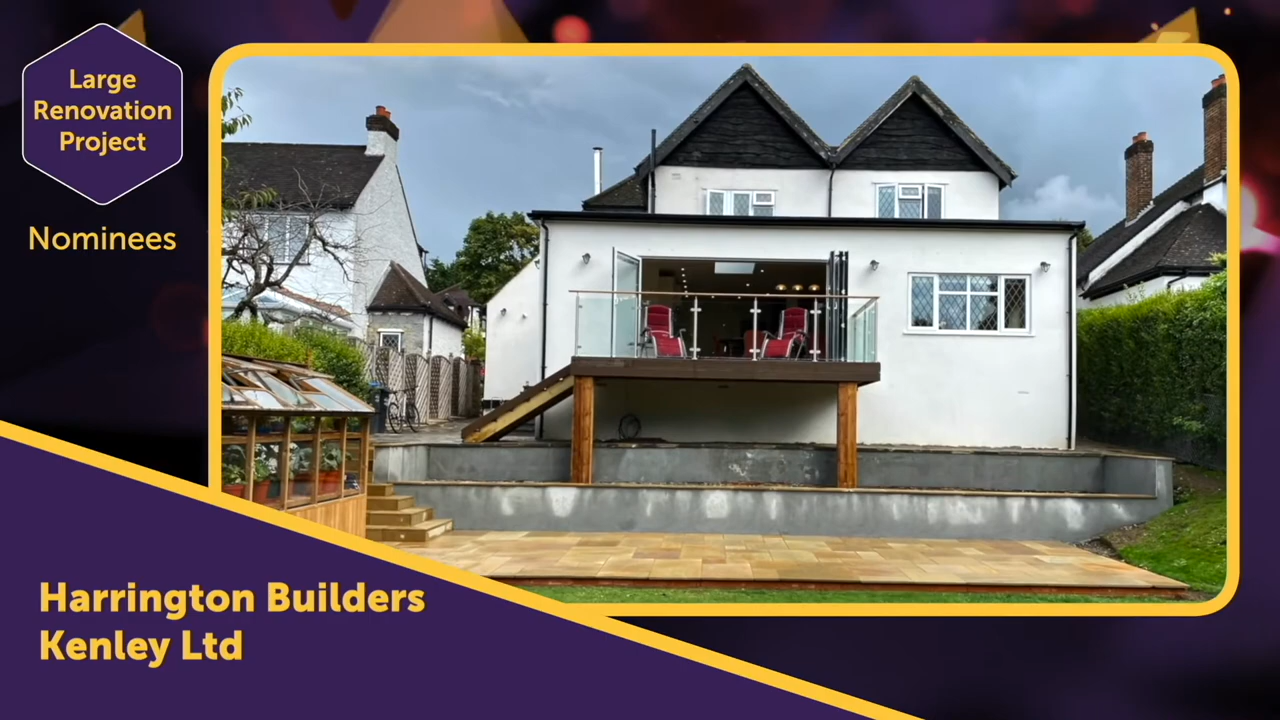 Large
Renovation
Project
Nominees
Harrington Builders
Kenley Ltd